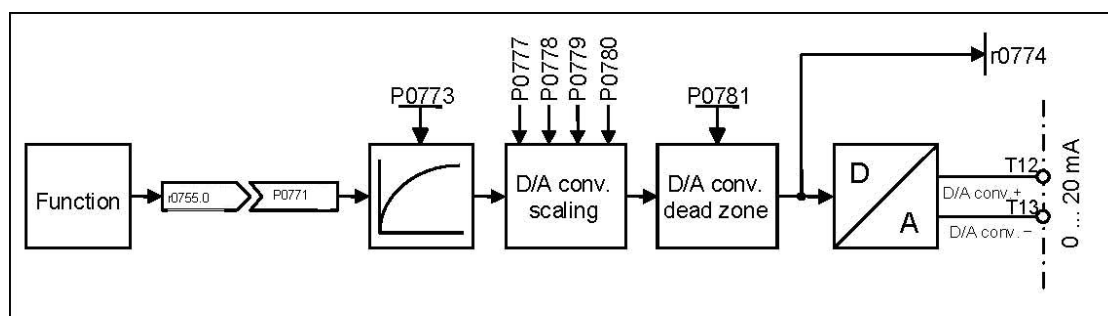 P0777
P0778
P0779
P0780
r0774
P0773
P0781
Function
r0755.0
P0771
D/A conv.
scaling
D/A conv.
dead zone
D
A
T12
D/A conv.+
T13
D/A conv.−
0 ... 20 mA